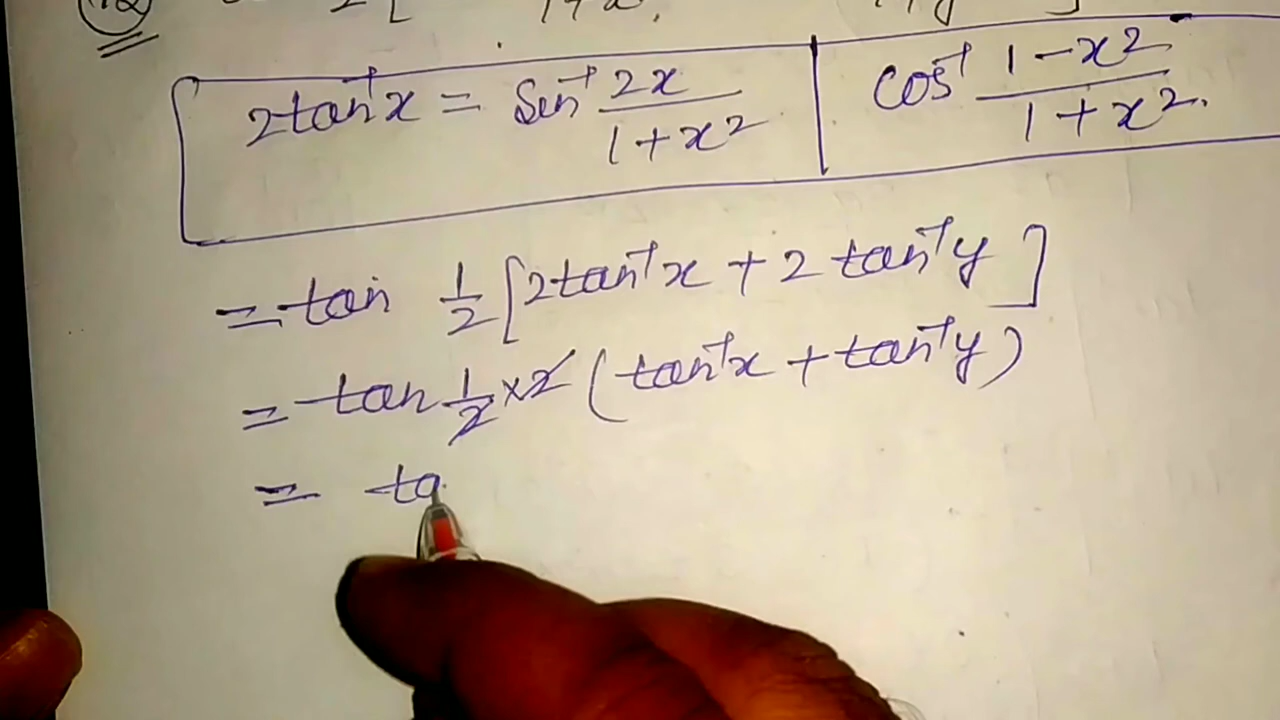 2tan⁻¹x = Sin⁻¹ 2x/1+x² | cos⁻¹ 1-x²/1+x².
= tan 1/2 [2tan⁻¹x + 2 tan⁻¹y]
= tan 1/2 × 2 (tan⁻¹x + tan⁻¹y)
= ta